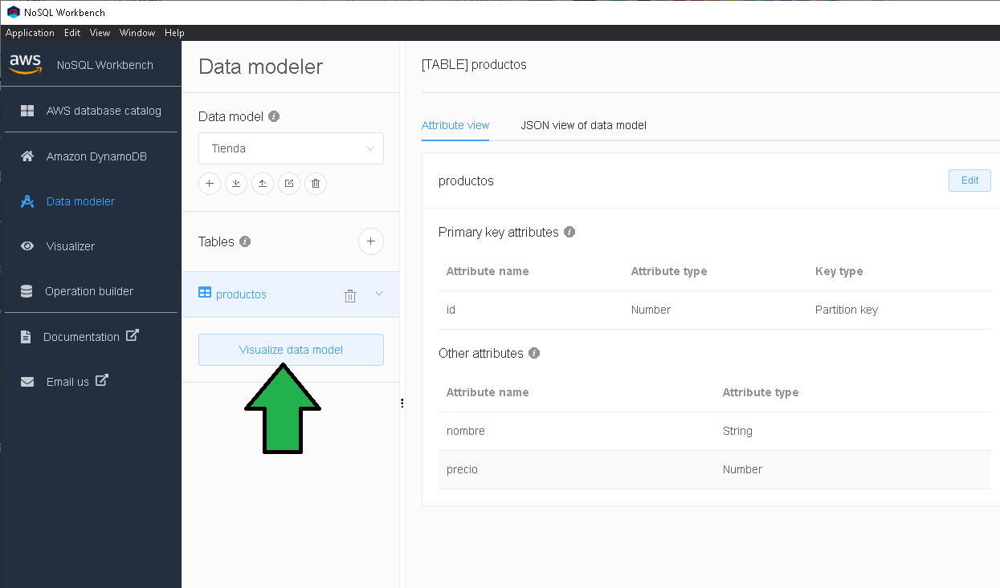 NoSQL Workbench
Application Edit View Window Help
aws NoSQL Workbench
AWS database catalog
Amazon DynamoDB
Data modeler
Visualizer
Operation builder
Documentation
Email us
Data modeler
Data model
Tienda
Tables
productos
Visualize data model
[TABLE] productos
Attribute view JSON view of data model
productos Edit
Primary key attributes
Attribute name Attribute type Key type
id Number Partition key
Other attributes
Attribute name Attribute type
nombre String
precio Number